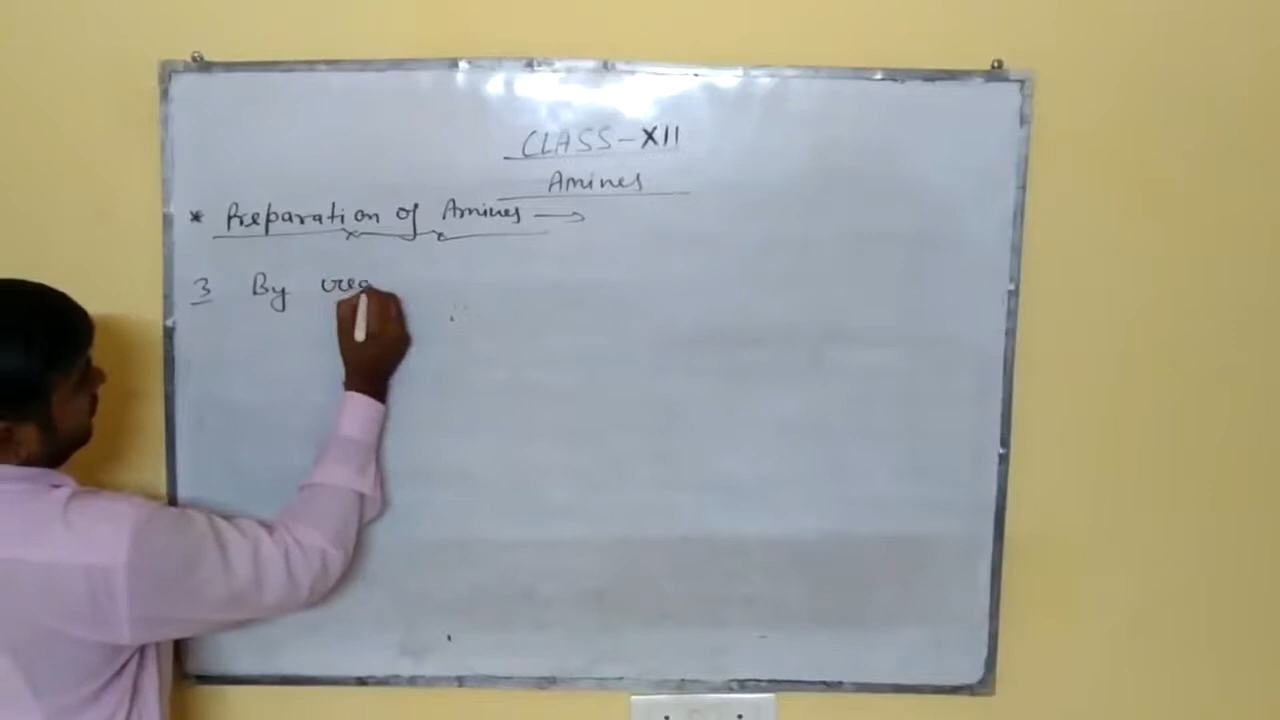 CLASS-XII
Amines
* Preparation of Amines →
3 By